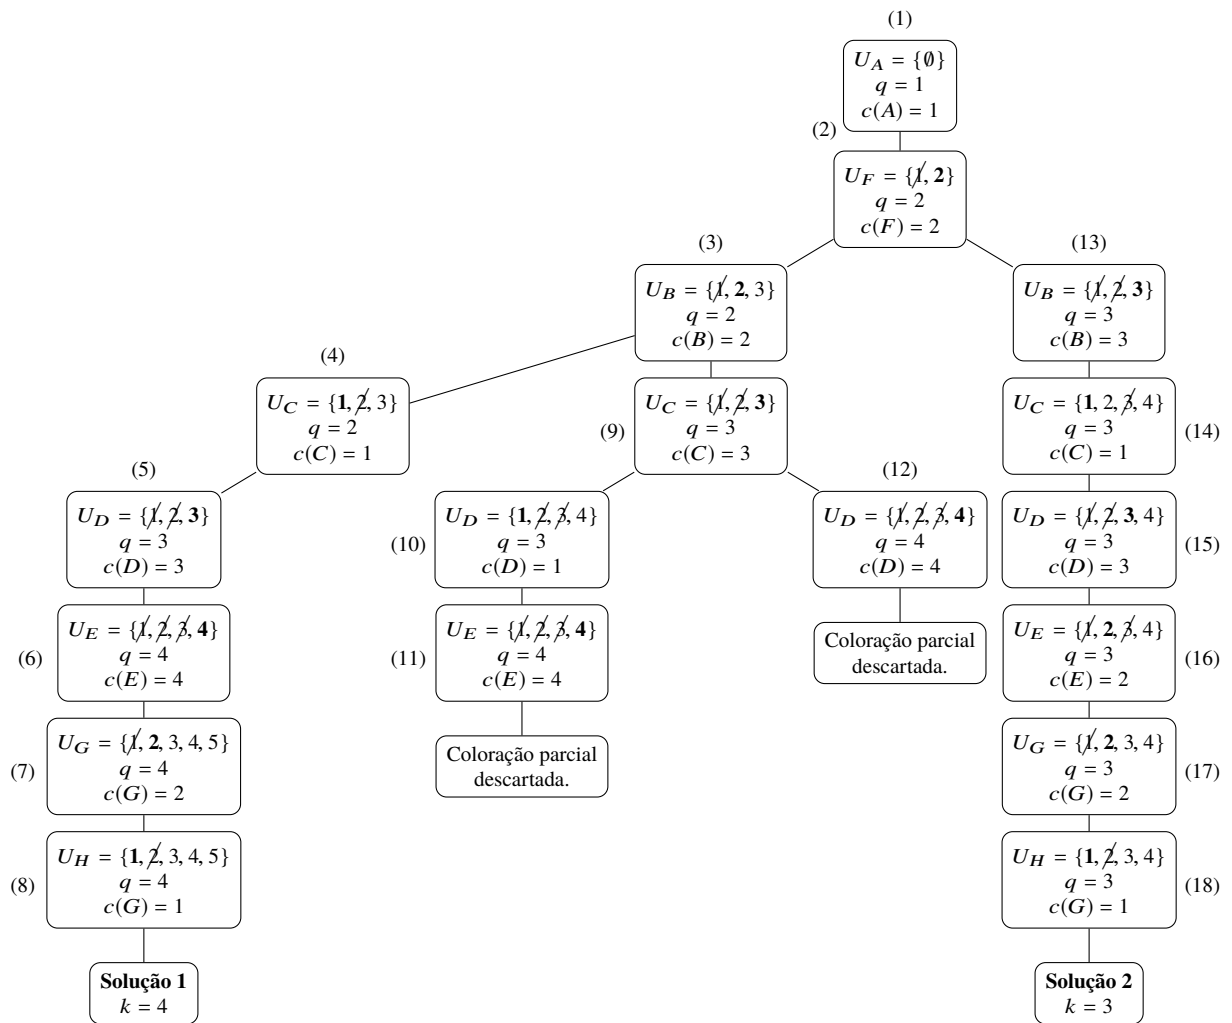 (1)
U_A = {∅}
q = 1
c(A) = 1
(2)
U_F = {1, 2}
q = 2
c(F) = 2
(3)
U_B = {1, 2, 3}
q = 2
c(B) = 2
(13)
U_B = {1, 2, 3}
q = 3
c(B) = 3
(4)
U_C = {1, 2, 3}
q = 2
c(C) = 1
(9)
U_C = {1, 2, 3}
q = 3
c(C) = 3
U_C = {1, 2, 3, 4}
q = 3
c(C) = 1
(14)
(5)
U_D = {1, 2, 3}
q = 3
c(D) = 3
(10)
U_D = {1, 2, 3, 4}
q = 3
c(D) = 1
(12)
U_D = {1, 2, 3, 4}
q = 4
c(D) = 4
U_D = {1, 2, 3, 4}
q = 3
c(D) = 3
(15)
(6)
U_E = {1, 2, 3, 4}
q = 4
c(E) = 4
(11)
U_E = {1, 2, 3, 4}
q = 4
c(E) = 4
Coloração parcial
descartada.
U_E = {1, 2, 3, 4}
q = 3
c(E) = 2
(16)
(7)
U_G = {1, 2, 3, 4, 5}
q = 4
c(G) = 2
Coloração parcial
descartada.
U_G = {1, 2, 3, 4}
q = 3
c(G) = 2
(17)
(8)
U_H = {1, 2, 3, 4, 5}
q = 4
c(G) = 1
U_H = {1, 2, 3, 4}
q = 3
c(G) = 1
(18)
Solução 1
k = 4
Solução 2
k = 3